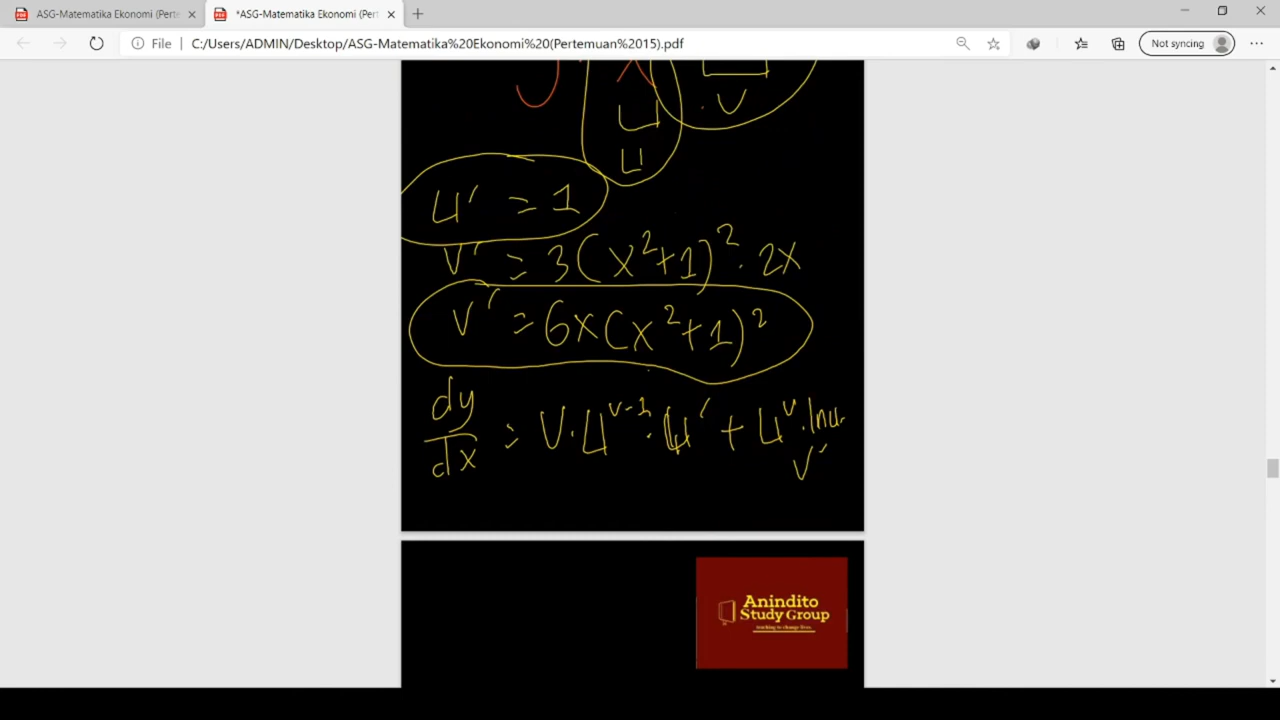 ASG-Matematika Ekonomi (Perte
*ASG-Matematika Ekonomi (Pert
Not syncing
File | C:/Users/ADMIN/Desktop/ASG-Matematika%20Ekonomi%20(Pertemuan%2015).pdf
y
x
u
v
u' = 1
v' = 3(x²+1)²·2x
v' = 6x(x²+1)²
dy/dx = v·u^(v-1)·u' + u^v·ln u·
v'
Anindito
Study Group